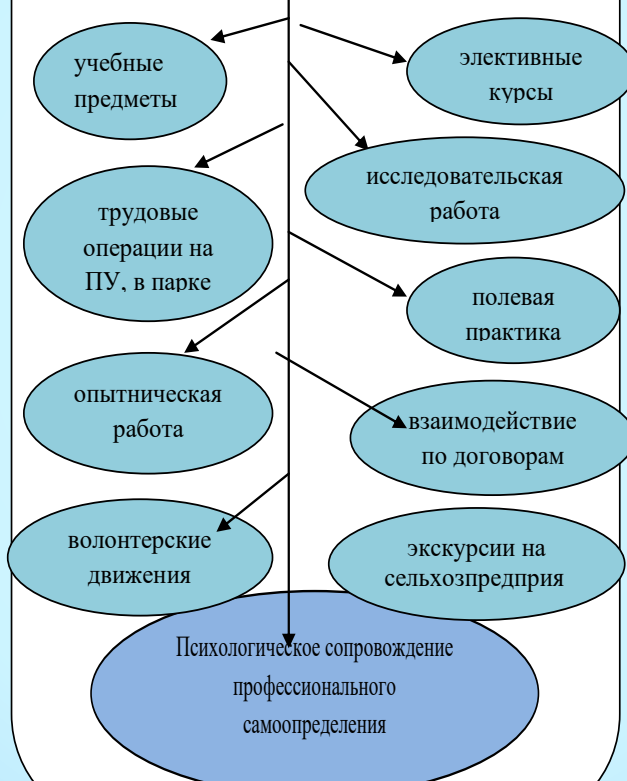 учебные
предметы
элективные
курсы
исследовательская
работа
трудовые
операции на
ПУ, в парке
полевая
практика
опытническая
работа
взаимодействие
по договорам
волонтерские
движения
экскурсии на
сельхозпредприя
Психологическое сопровождение
профессионального
самоопределения